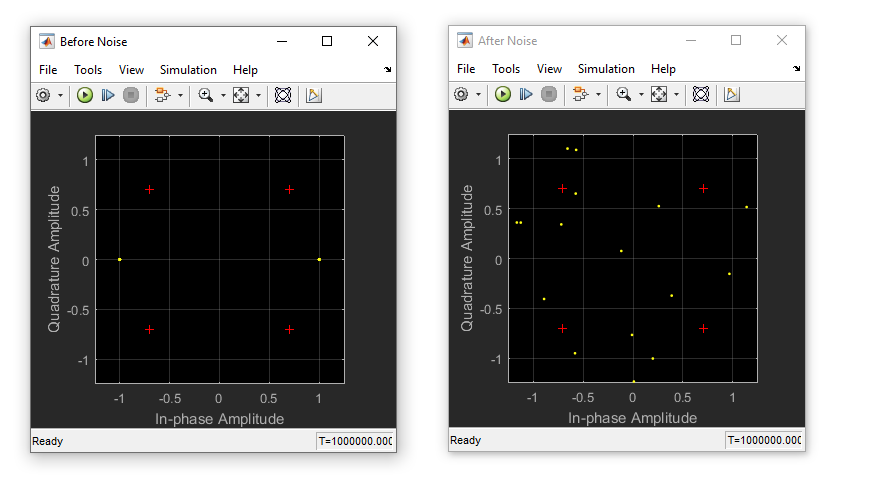 Before Noise
File Tools View Simulation Help
1
0.5
0
-0.5
-1
Quadrature Amplitude
-1 -0.5 0 0.5 1
In-phase Amplitude
Ready T=1000000.000
After Noise
File Tools View Simulation Help
1
0.5
0
-0.5
-1
Quadrature Amplitude
-1 -0.5 0 0.5 1
In-phase Amplitude
Ready T=1000000.000